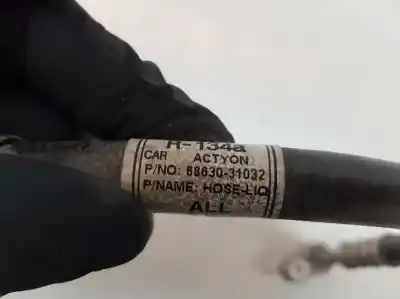 R-134a
CAR ACTYON
P/NO: 68630-31032
P/NAME: HOSE-LIQ
ALL